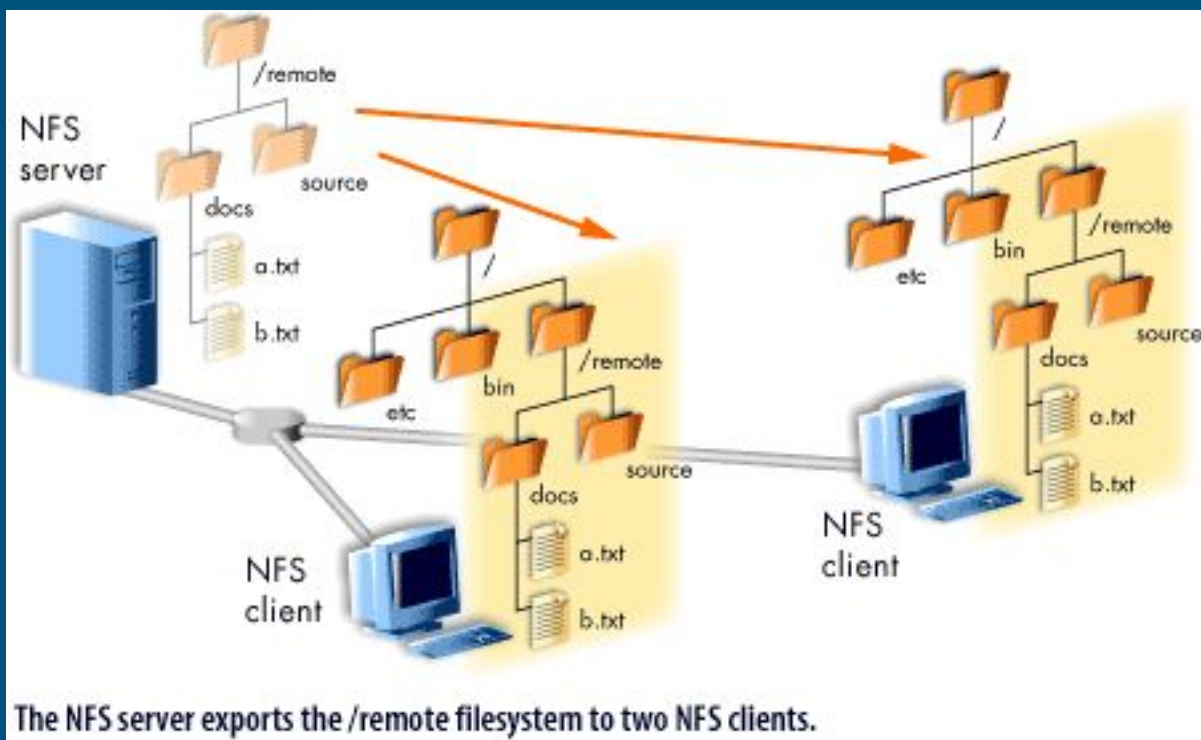 /remote
NFS
server
source
docs
a.txt
b.txt
/
etc
bin
/remote
source
docs
a.txt
b.txt
NFS
client
/
etc
bin
/remote
source
docs
a.txt
b.txt
NFS
client
The NFS server exports the /remote filesystem to two NFS clients.